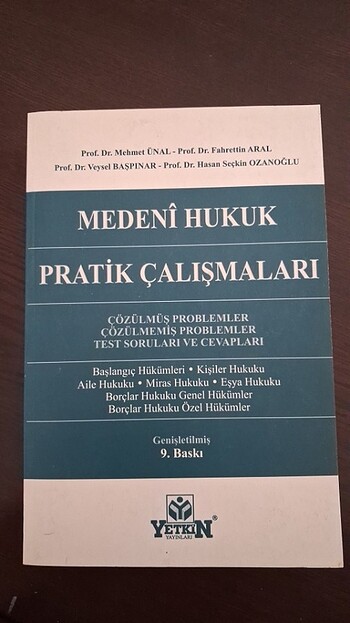 Prof. Dr. Mehmet ÜNAL - Prof. Dr. Fahrettin ARAL
Prof. Dr. Veysel BAŞPINAR - Prof. Dr. Hasan Seçkin OZANOĞLU
MEDENÎ HUKUK
PRATİK ÇALIŞMALARI
ÇÖZÜLMÜŞ PROBLEMLER
ÇÖZÜLMEMİŞ PROBLEMLER
TEST SORULARI VE CEVAPLARI
Başlangıç Hükümleri • Kişiler Hukuku
Aile Hukuku • Miras Hukuku • Eşya Hukuku
Borçlar Hukuku Genel Hükümler
Borçlar Hukuku Özel Hükümler
Genişletilmiş
9. Baskı
YETKİN®
YAYINLARI